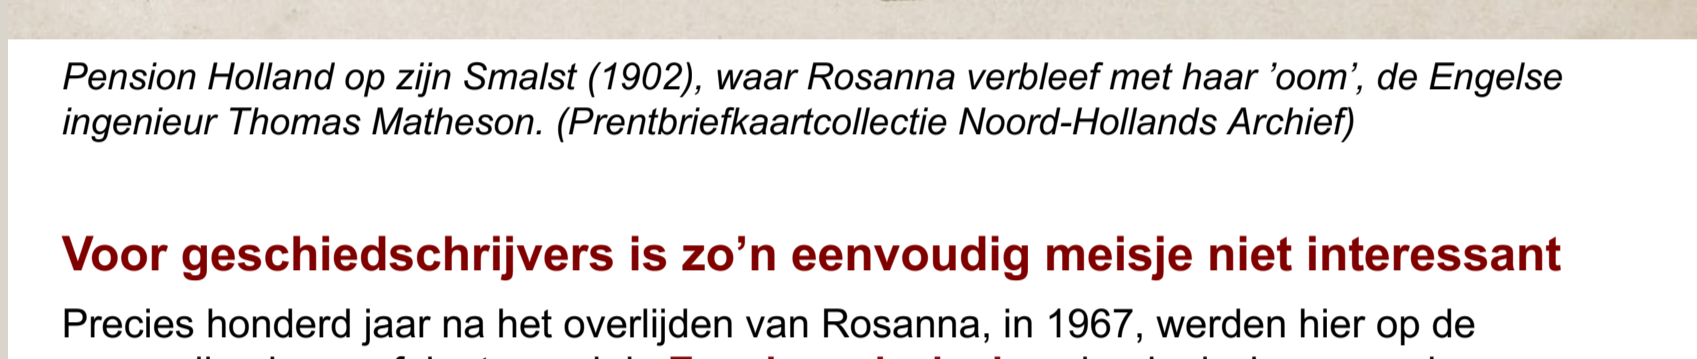 Pension Holland op zijn Smalst (1902), waar Rosanna verbleef met haar ’oom’, de Engelse
ingenieur Thomas Matheson. (Prentbriefkaartcollectie Noord-Hollands Archief)
Voor geschiedschrijvers is zo’n eenvoudig meisje niet interessant
Precies honderd jaar na het overlijden van Rosanna, in 1967, werden hier op de